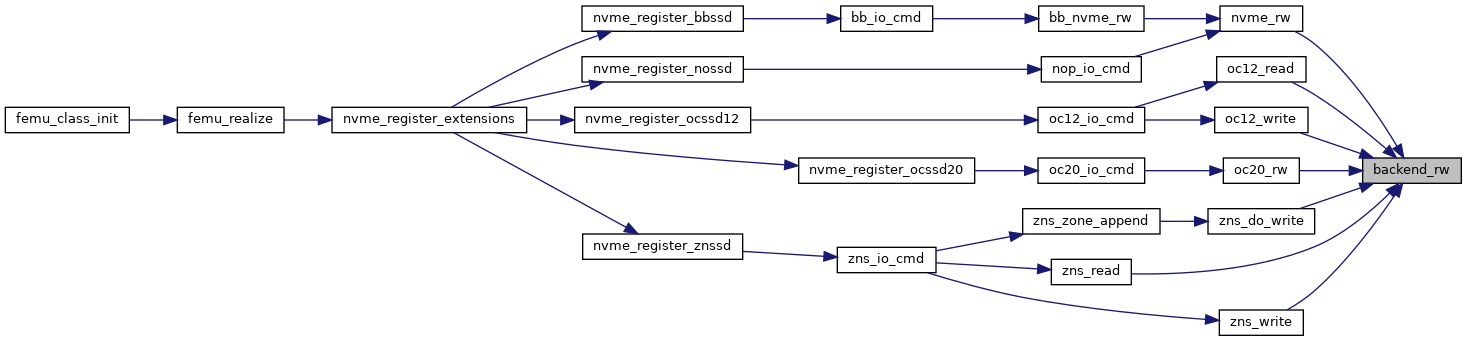 nvme_register_bbssd
bb_io_cmd
bb_nvme_rw
nvme_rw
nvme_register_nossd
nop_io_cmd
oc12_read
femu_class_init
femu_realize
nvme_register_extensions
nvme_register_ocssd12
oc12_io_cmd
oc12_write
nvme_register_ocssd20
oc20_io_cmd
oc20_rw
backend_rw
zns_zone_append
zns_do_write
nvme_register_znssd
zns_io_cmd
zns_read
zns_write